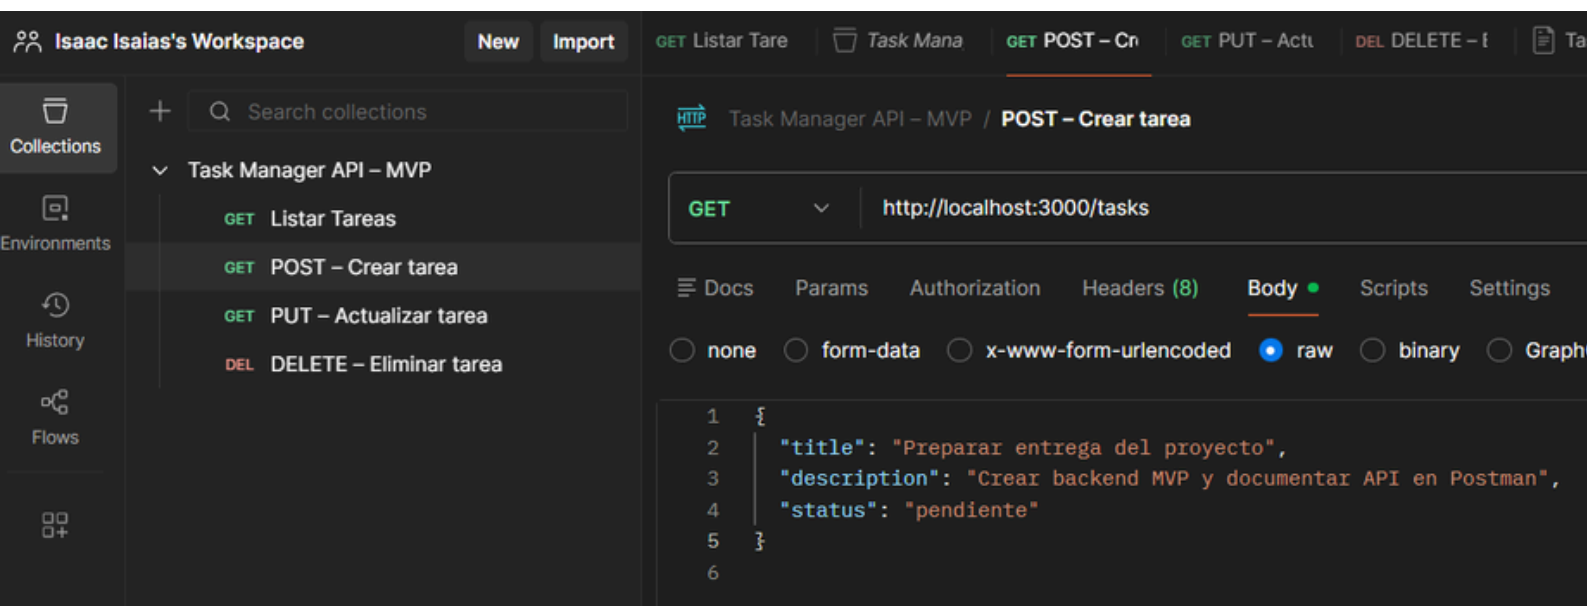 Isaac Isaias's Workspace
New
Import
GET Listar Tare
Task Mana
GET POST – Cr
GET PUT – Actu
DEL DELETE – E
Ta
Collections
Search collections
Task Manager API – MVP
GET Listar Tareas
GET POST – Crear tarea
GET PUT – Actualizar tarea
DEL DELETE – Eliminar tarea
Environments
History
Flows
HTTP Task Manager API – MVP / POST – Crear tarea
GET http://localhost:3000/tasks
Docs Params Authorization Headers (8) Body Scripts Settings
none form-data x-www-form-urlencoded raw binary Graph
1 {
2 "title": "Preparar entrega del proyecto",
3 "description": "Crear backend MVP y documentar API en Postman",
4 "status": "pendiente"
5 }
6